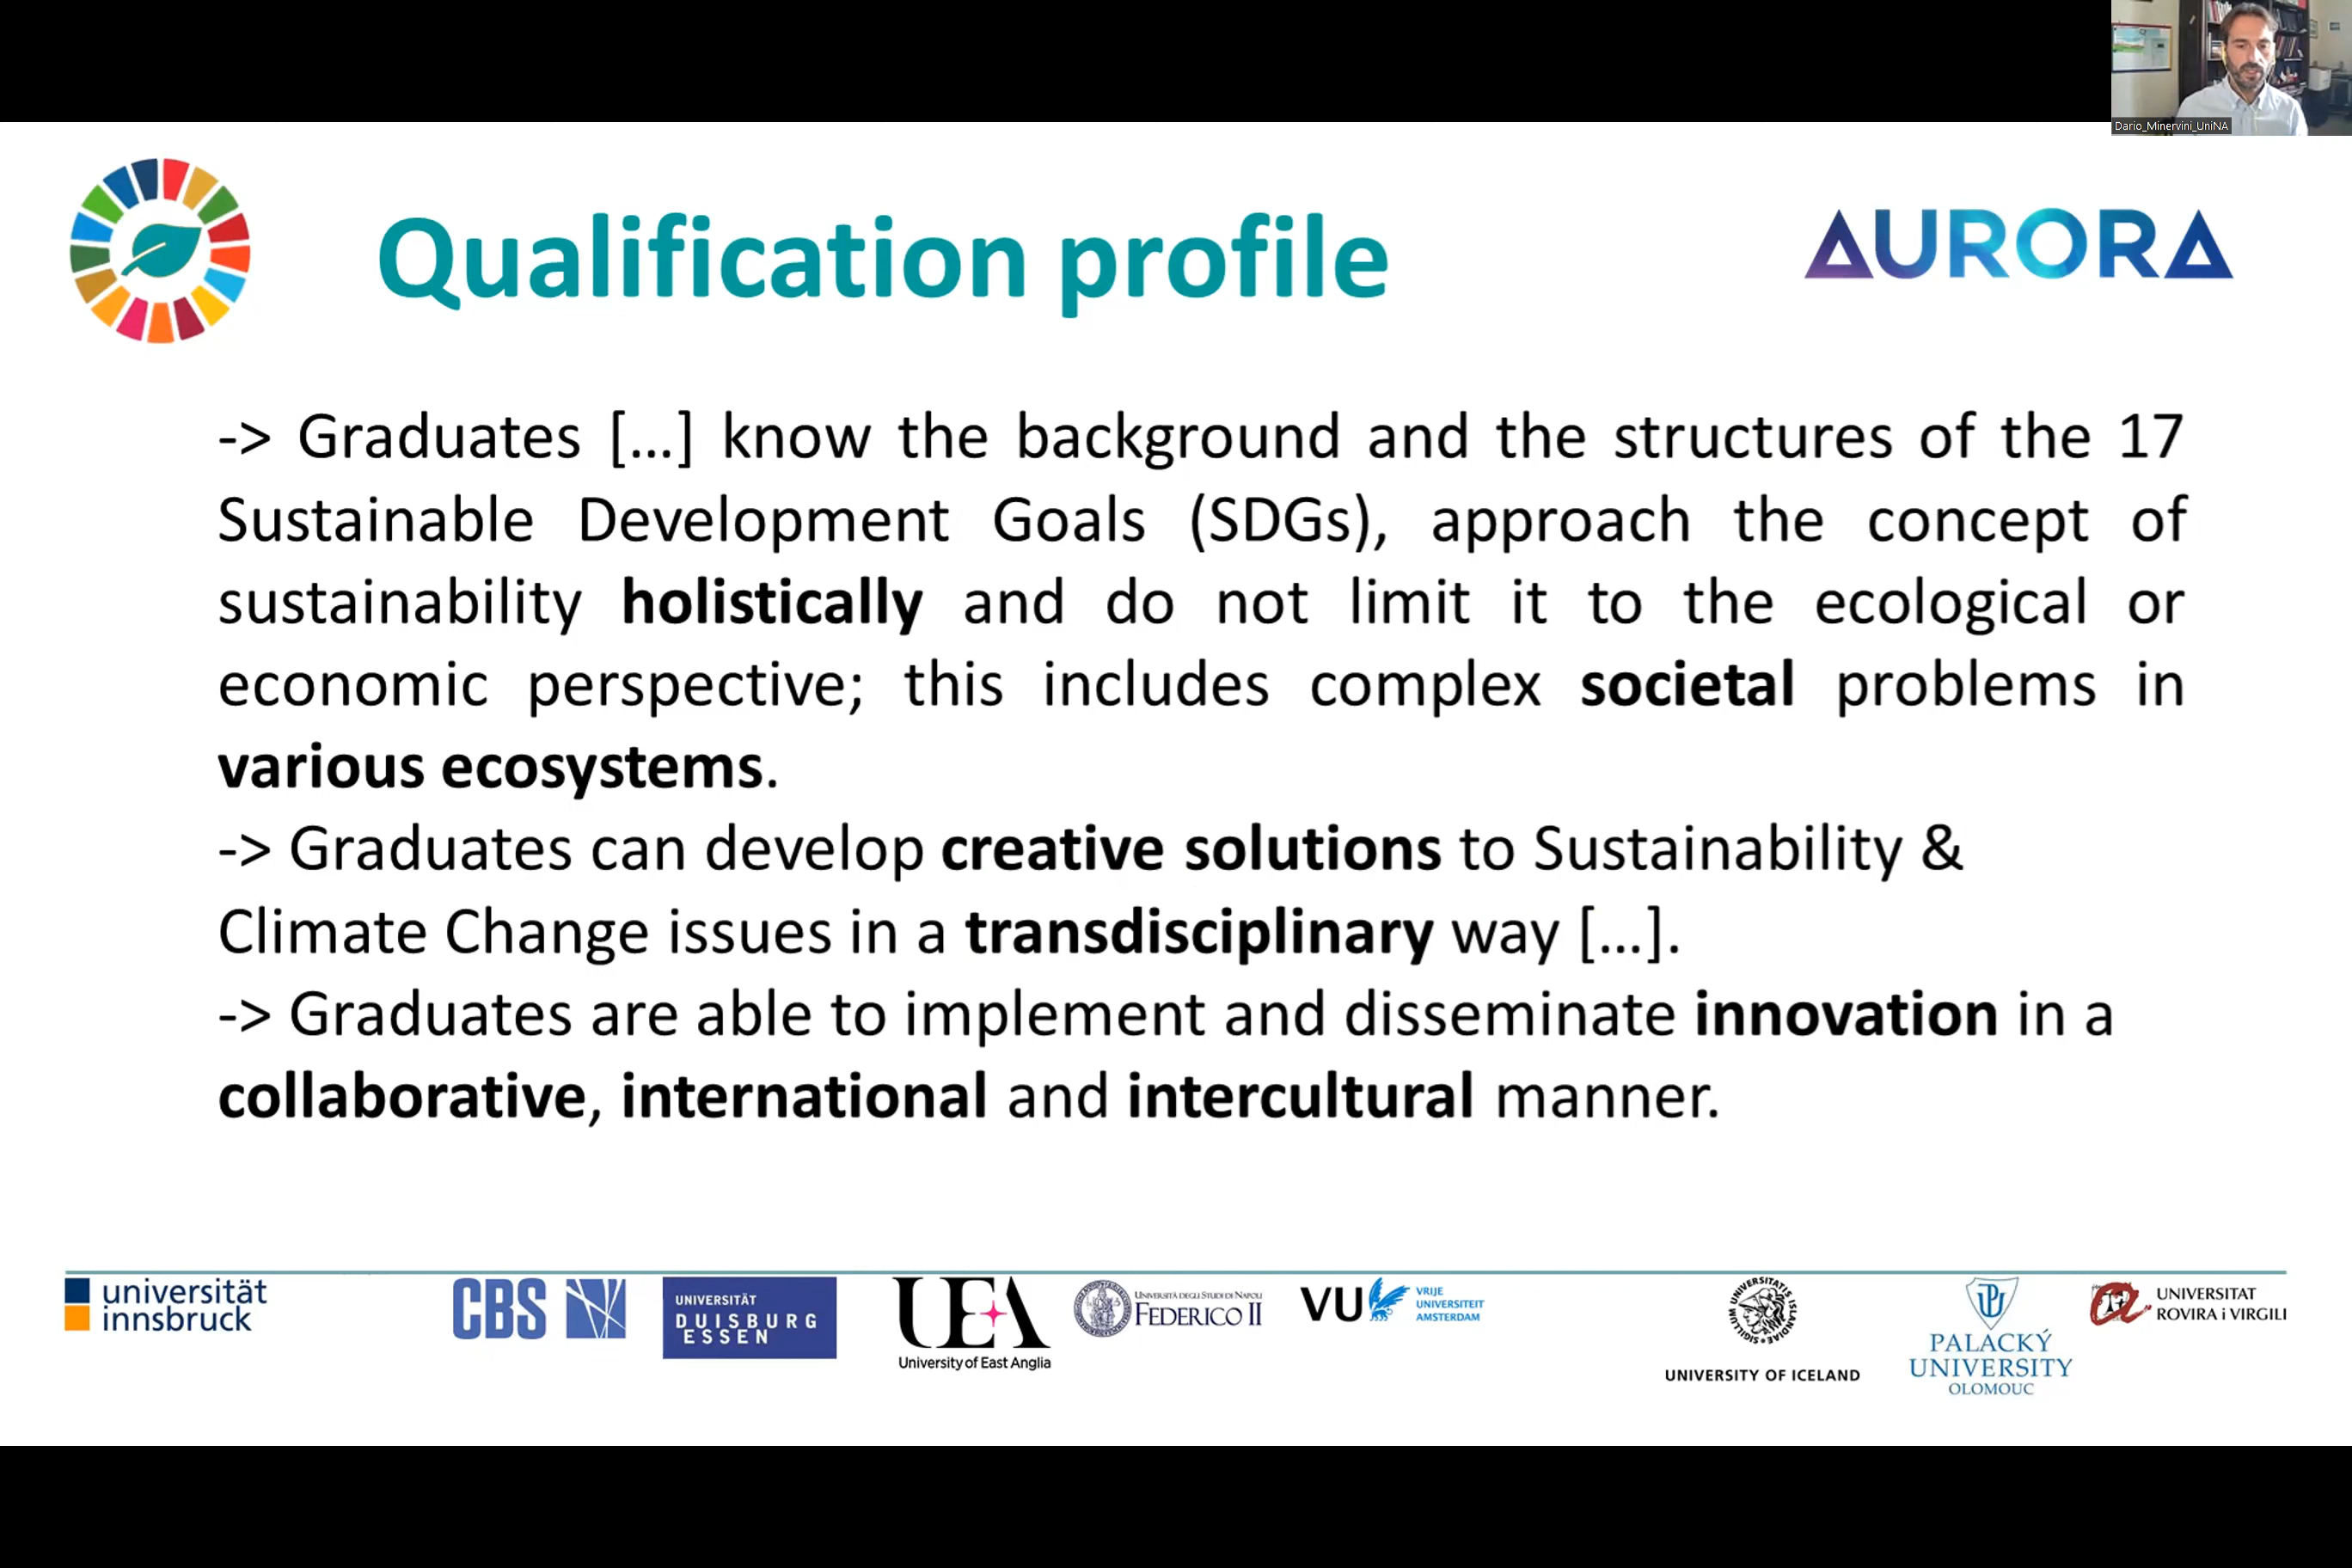 Dario_Minervini_UniNA
Qualification profile
AURORA
-> Graduates […] know the background and the structures of the 17
Sustainable Development Goals (SDGs), approach the concept of
sustainability holistically and do not limit it to the ecological or
economic perspective; this includes complex societal problems in
various ecosystems.
-> Graduates can develop creative solutions to Sustainability &
Climate Change issues in a transdisciplinary way […].
-> Graduates are able to implement and disseminate innovation in a
collaborative, international and intercultural manner.
universität
innsbruck
CBS
UNIVERSITÄT
DUISBURG
ESSEN
UEA
University of East Anglia
UNIVERSITÀ DEGLI STUDI DI NAPOLI
FEDERICO II
VU
VRIJE
UNIVERSITEIT
AMSTERDAM
UNIVERSITY OF ICELAND
PALACKÝ
UNIVERSITY
OLOMOUC
UNIVERSITAT
ROVIRA i VIRGILI